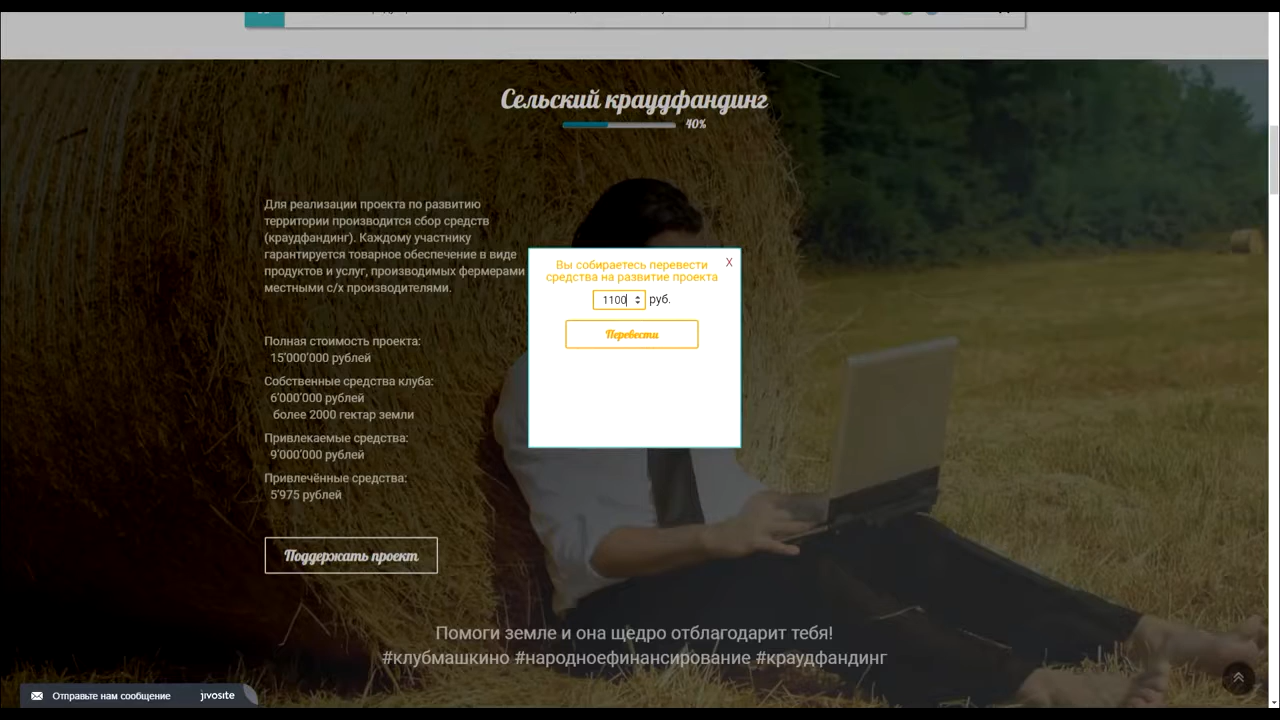 Сельский краудфандинг
40%
Для реализации проекта по развитию
территории производится сбор средств
(краудфандинг). Каждому участнику
гарантируется товарное обеспечение в виде
продуктов и услуг, производимых фермерами
местными с/х производителями.
Вы собираетесь перевести
средства на развитие проекта
X
1100 руб.
Перевести
Полная стоимость проекта:
15'000'000 рублей
Собственные средства клуба:
6'000'000 рублей
более 2000 гектар земли
Привлекаемые средства:
9'000'000 рублей
Привлечённые средства:
5'975 рублей
Поддержать проект
Помоги земле и она щедро отблагодарит тебя!
#клубмашкино #народноефинансирование #краудфандинг
Отправьте нам сообщение jivosite